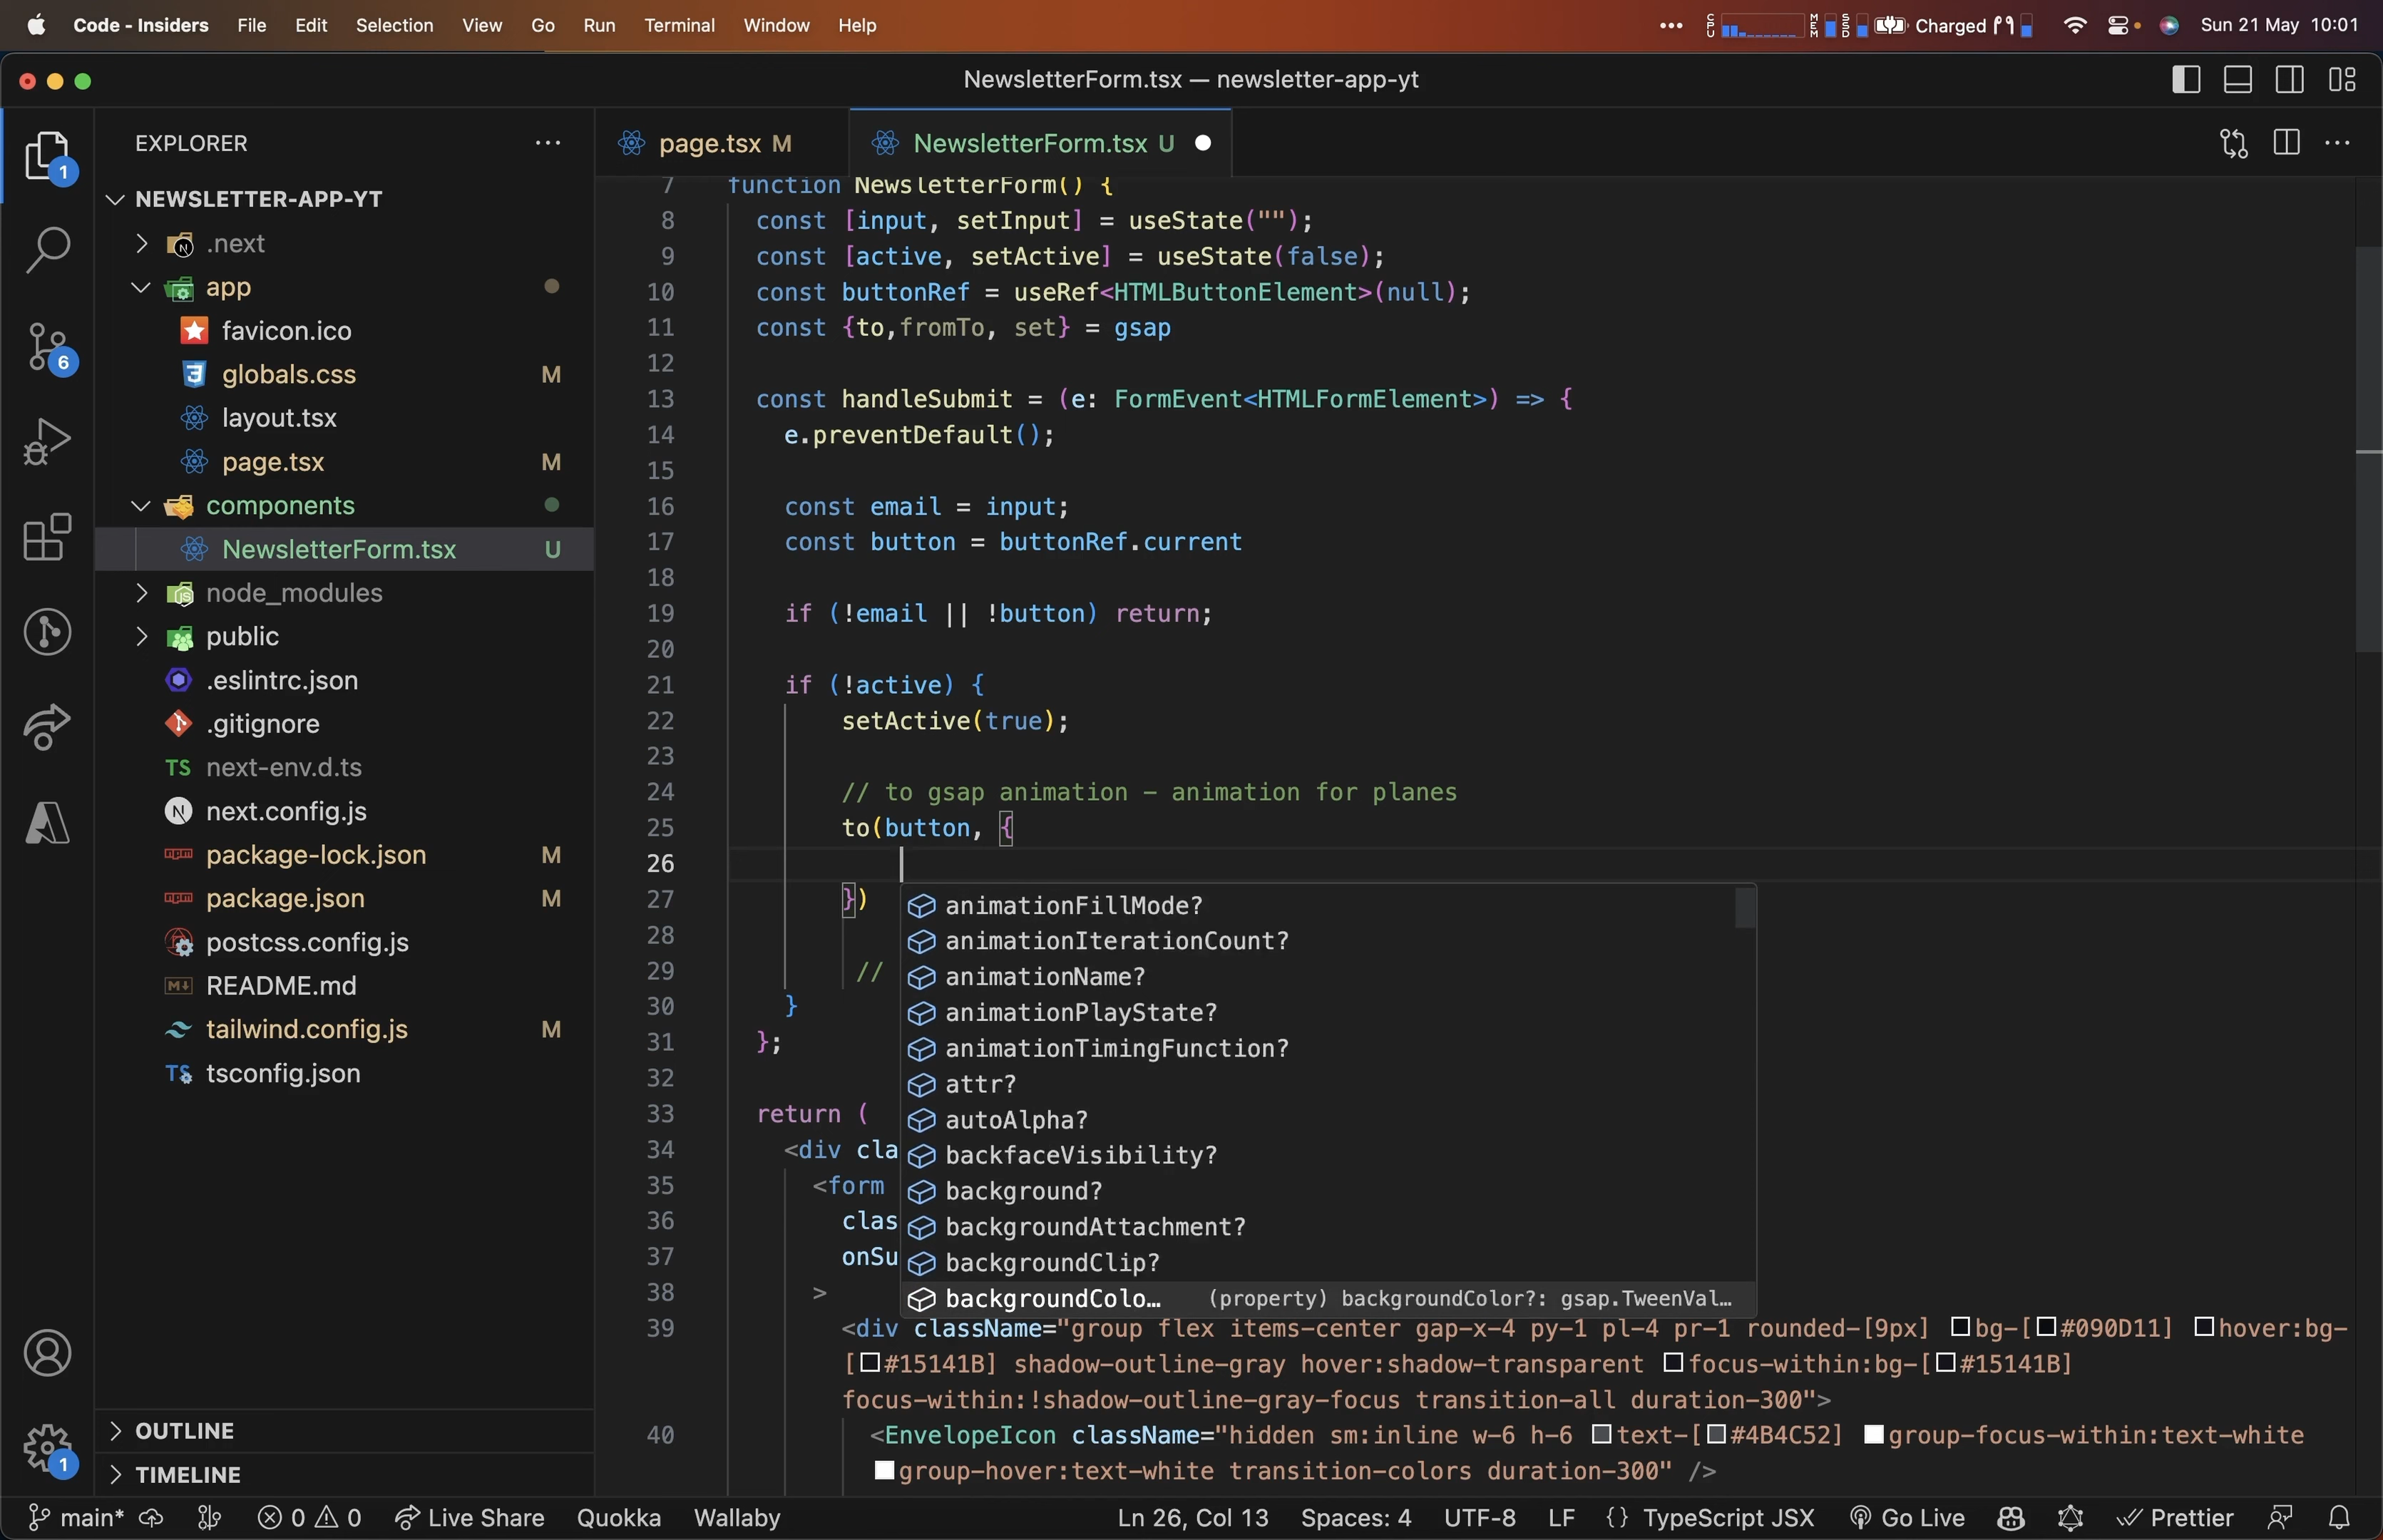 Code - Insiders File Edit Selection View Go Run Terminal Window Help
CPU MEM SSD Charged Sun 21 May 10:01
NewsletterForm.tsx — newsletter-app-yt
EXPLORER
NEWSLETTER-APP-YT
.next
app
favicon.ico
globals.css M
layout.tsx
page.tsx M
components
NewsletterForm.tsx U
node_modules
public
.eslintrc.json
.gitignore
TS next-env.d.ts
next.config.js
package-lock.json M
package.json M
postcss.config.js
README.md
tailwind.config.js M
tsconfig.json
OUTLINE
TIMELINE
1
6
1
page.tsx M NewsletterForm.tsx U
7 function NewsletterForm() {
8 const [input, setInput] = useState("");
9 const [active, setActive] = useState(false);
10 const buttonRef = useRef<HTMLButtonElement>(null);
11 const {to,fromTo, set} = gsap
12
13 const handleSubmit = (e: FormEvent<HTMLFormElement>) => {
14 e.preventDefault();
15
16 const email = input;
17 const button = buttonRef.current
18
19 if (!email || !button) return;
20
21 if (!active) {
22 setActive(true);
23
24 // to gsap animation - animation for planes
25 to(button, {
26
27 })
28
29 //
30 }
31 };
32
33 return (
34 <div cla
35 <form
36 clas
37 onSu
38 >
animationFillMode?
animationIterationCount?
animationName?
animationPlayState?
animationTimingFunction?
attr?
autoAlpha?
backfaceVisibility?
background?
backgroundAttachment?
backgroundClip?
backgroundColo… (property) backgroundColor?: gsap.TweenVal…
39 <div className="group flex items-center gap-x-4 py-1 pl-4 pr-1 rounded-[9px] bg-[#090D11] hover:bg-
[#15141B] shadow-outline-gray hover:shadow-transparent focus-within:bg-[#15141B]
focus-within:!shadow-outline-gray-focus transition-all duration-300">
40 <EnvelopeIcon className="hidden sm:inline w-6 h-6 text-[#4B4C52] group-focus-within:text-white
group-hover:text-white transition-colors duration-300" />
main* 0 0 Live Share Quokka Wallaby Ln 26, Col 13 Spaces: 4 UTF-8 LF {} TypeScript JSX Go Live Prettier